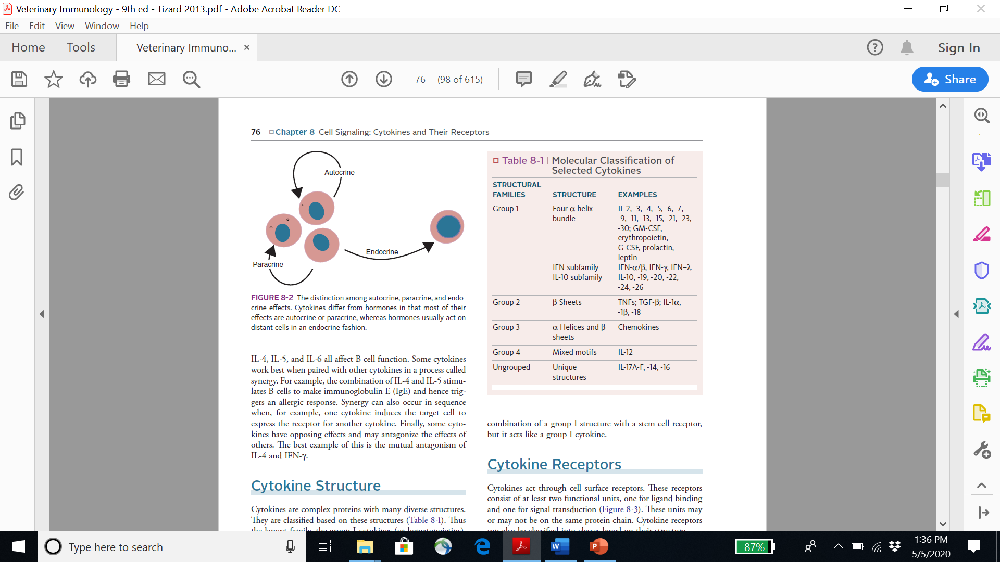 Veterinary Immunology - 9th ed - Tizard 2013.pdf - Adobe Acrobat Reader DC
File Edit View Window Help
Home Tools Veterinary Immuno... × Sign In
76 (98 of 615) Share
76 Chapter 8 Cell Signaling: Cytokines and Their Receptors
Autocrine
Endocrine
Paracrine
FIGURE 8-2 The distinction among autocrine, paracrine, and endo-
crine effects. Cytokines differ from hormones in that most of their
effects are autocrine or paracrine, whereas hormones usually act on
distant cells in an endocrine fashion.
IL-4, IL-5, and IL-6 all affect B cell function. Some cytokines
work best when paired with other cytokines in a process called
synergy. For example, the combination of IL-4 and IL-5 stimu-
lates B cells to make immunoglobulin E (IgE) and hence trig-
gers an allergic response. Synergy can also occur in sequence
when, for example, one cytokine induces the target cell to
express the receptor for another cytokine. Finally, some cyto-
kines have opposing effects and may antagonize the effects of
others. The best example of this is the mutual antagonism of
IL-4 and IFN-γ.
Cytokine Structure
Cytokines are complex proteins with many diverse structures.
They are classified based on these structures (Table 8-1). Thus
the largest family, the group I cytokines (or hematopoietins),
Table 8-1 | Molecular Classification of
Selected Cytokines
STRUCTURAL
FAMILIES STRUCTURE EXAMPLES
Group 1 Four α helix IL-2, -3, -4, -5, -6, -7,
bundle -9, -11, -13, -15, -21, -23,
-30; GM-CSF,
erythropoietin,
G-CSF, prolactin,
leptin
IFN subfamily IFN-α/β, IFN-γ, IFN–λ
IL-10 subfamily IL-10, -19, -20, -22,
-24, -26
Group 2 β Sheets TNFs; TGF-β; IL-1α,
-1β, -18
Group 3 α Helices and β Chemokines
sheets
Group 4 Mixed motifs IL-12
Ungrouped Unique IL-17A-F, -14, -16
structures
combination of a group I structure with a stem cell receptor,
but it acts like a group I cytokine.
Cytokine Receptors
Cytokines act through cell surface receptors. These receptors
consist of at least two functional units, one for ligand binding
and one for signal transduction (Figure 8-3). These units may
or may not be on the same protein chain. Cytokine receptors
can also be classified into classes based on their structure.
Type here to search
87%
1:36 PM
5/5/2020